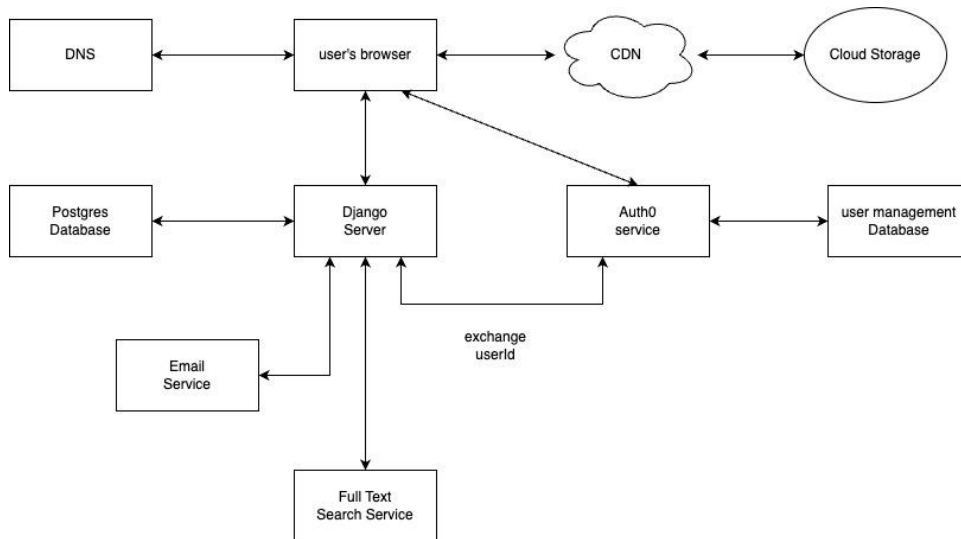 DNS
user's browser
CDN
Cloud Storage
Postgres
Database
Django
Server
Auth0
service
user management
Database
exchange
userId
Email
Service
Full Text
Search Service